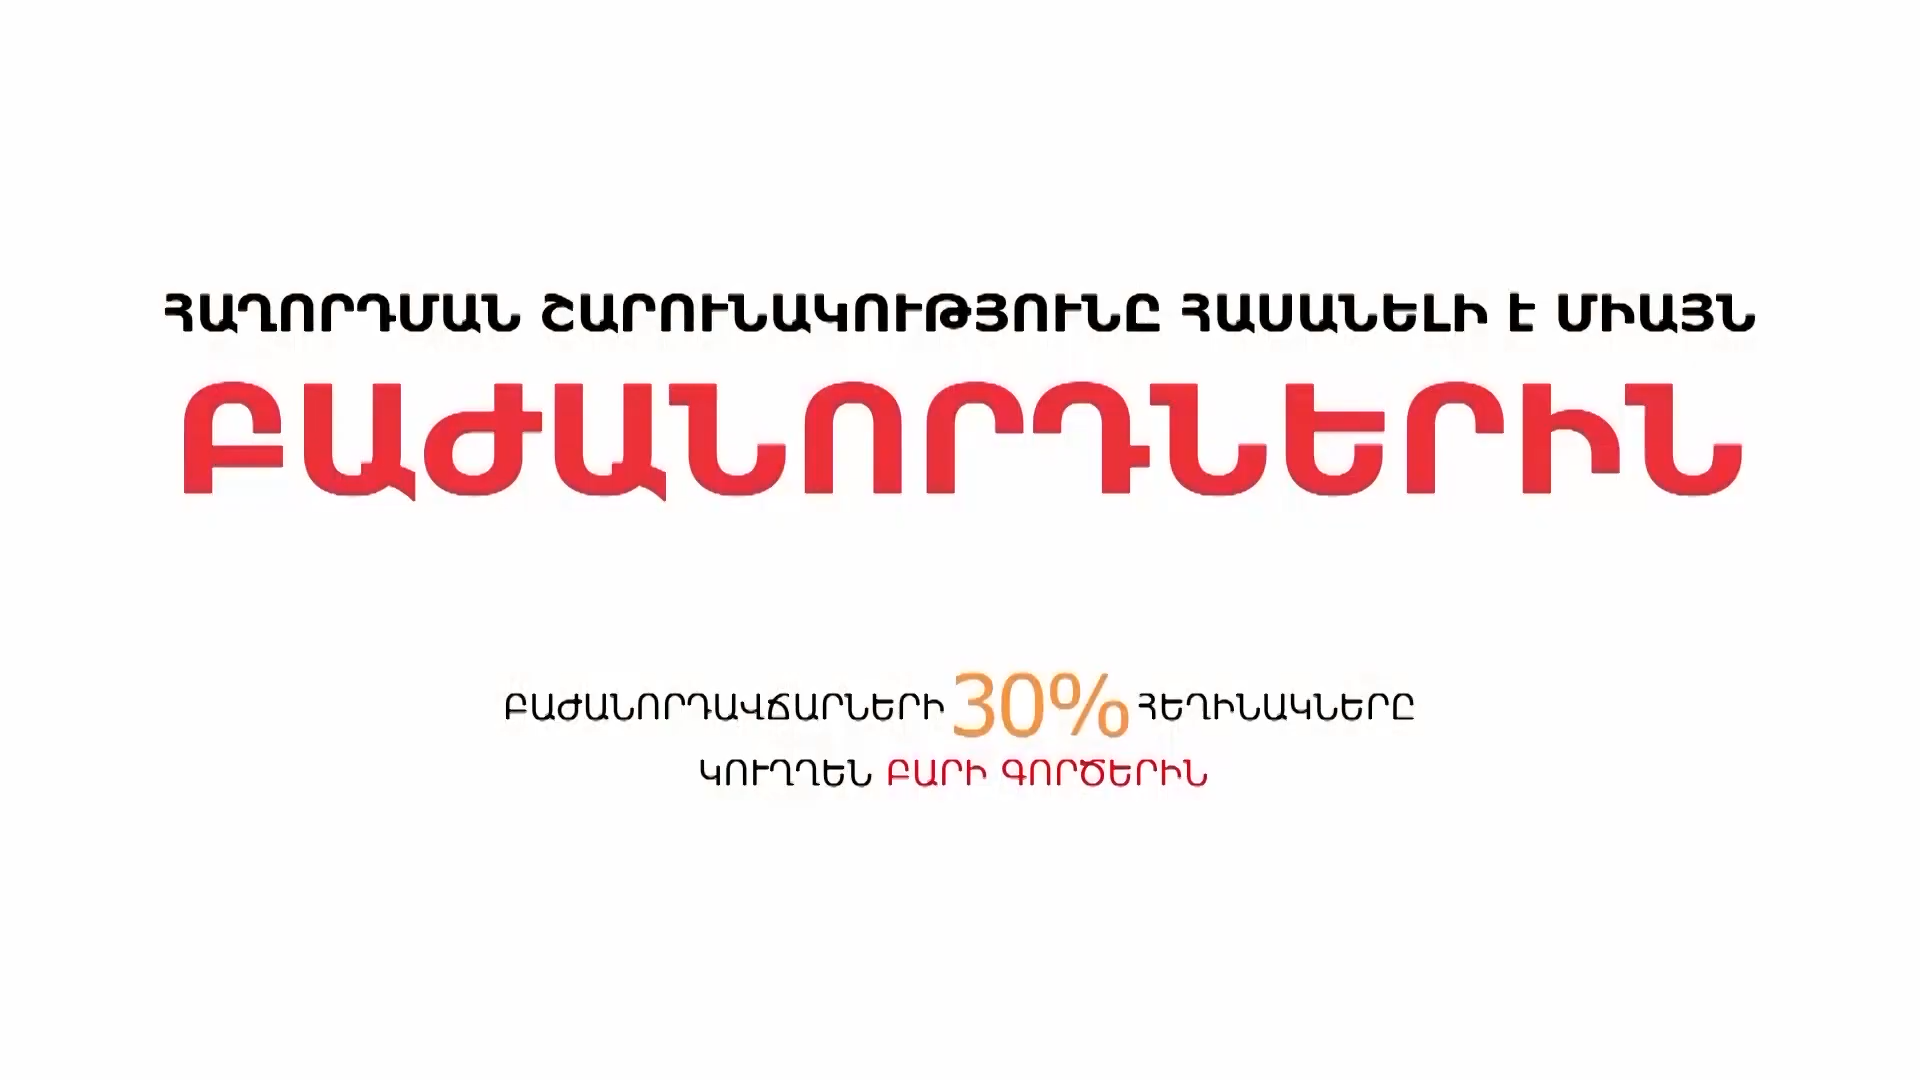 ՀԱՂՈՐԴՄԱՆ ՇԱՐՈՒՆԱԿՈՒԹՅՈՒՆԸ ՀԱՍԱՆԵԼԻ Է ՄԻԱՅՆ
ԲԱԺԱՆՈՐԴՆԵՐԻՆ
ԲԱԺԱՆՈՐԴԱՎՃԱՐՆԵՐԻ 30% ՀԵՂԻՆԱԿՆԵՐԸ
ԿՈՒՂՂԵՆ ԲԱՐԻ ԳՈՐԾԵՐԻՆ